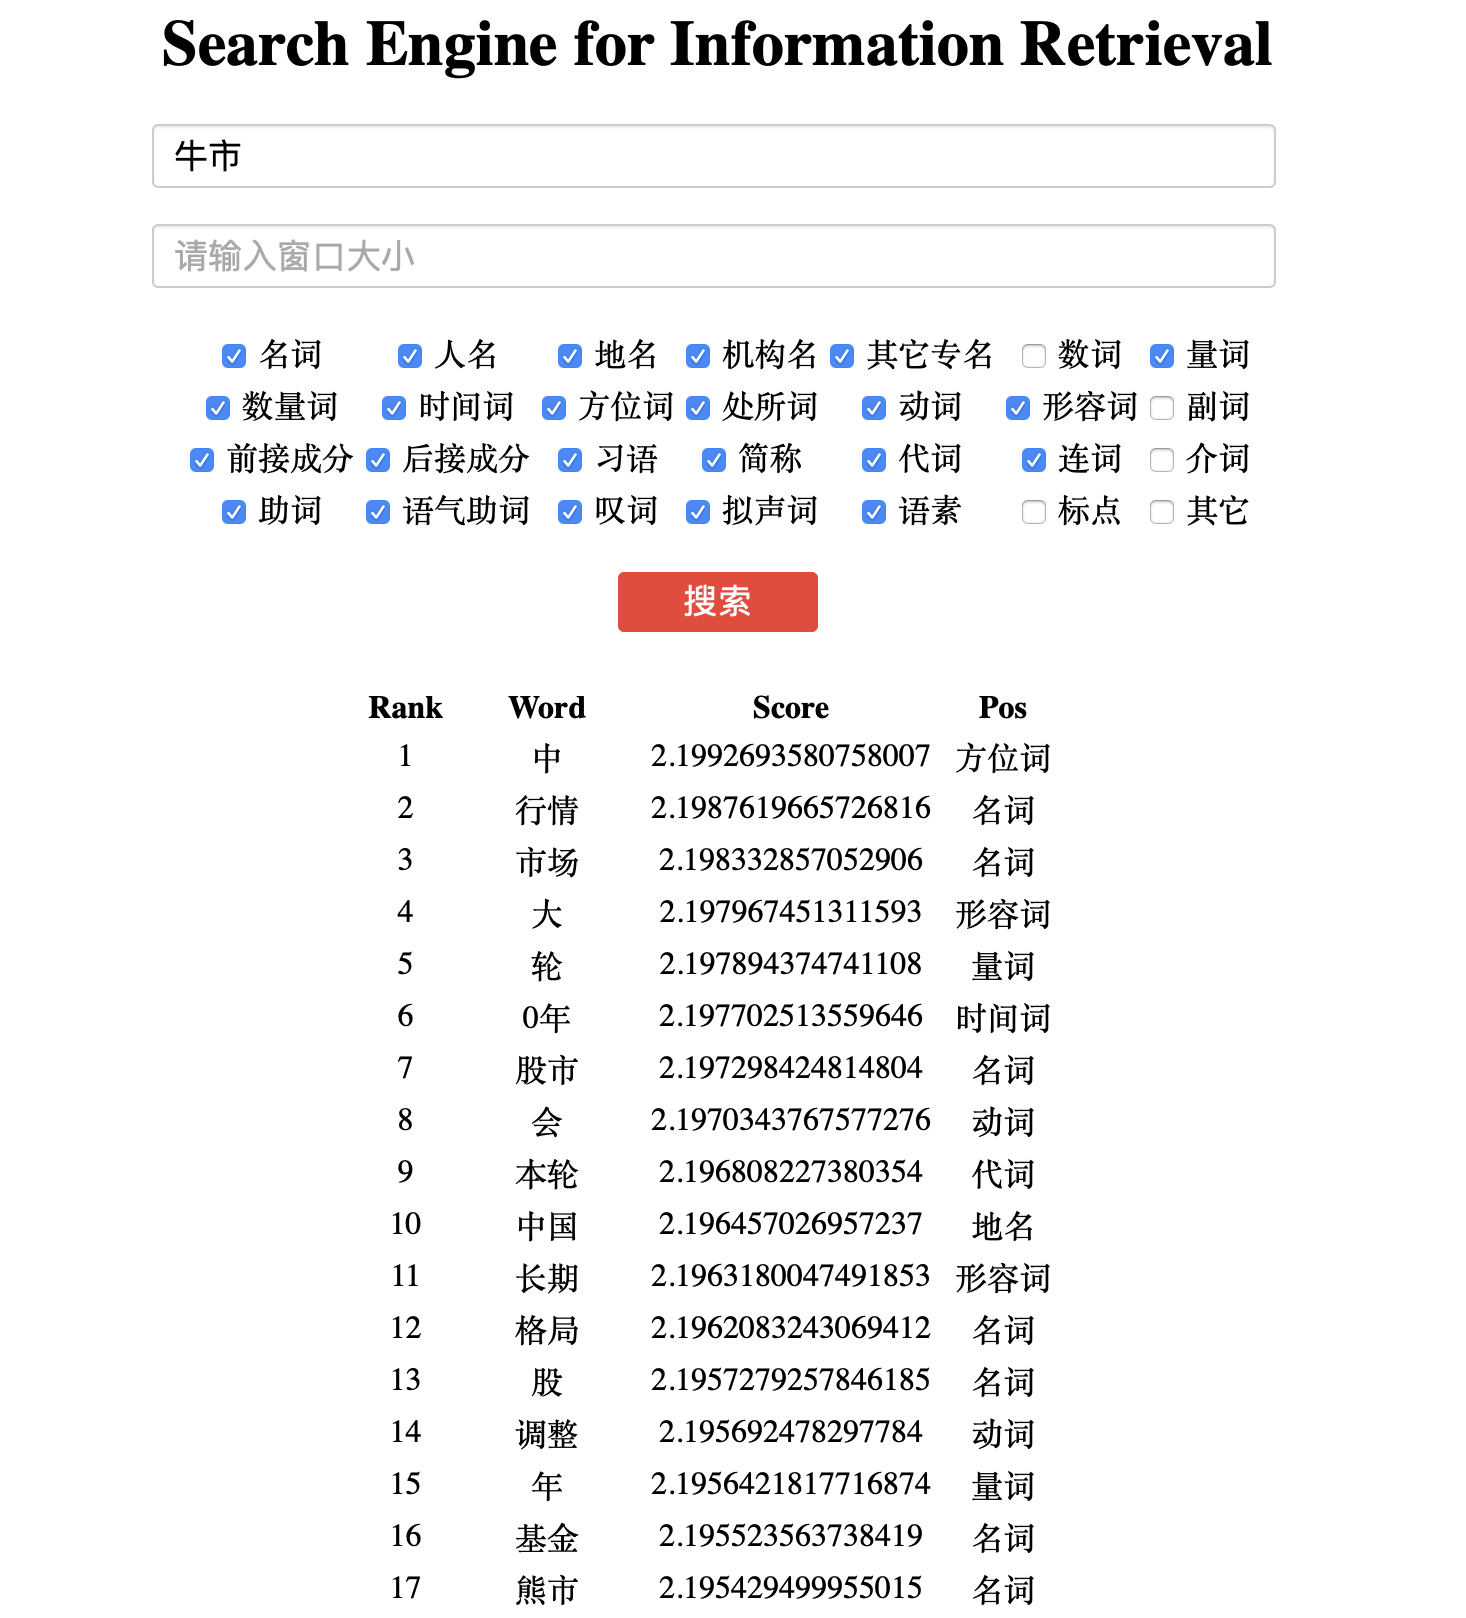 Search Engine for Information Retrieval
牛市
请输入窗口大小
名词 人名 地名 机构名 其它专名 数词 量词
数量词 时间词 方位词 处所词 动词 形容词 副词
前接成分 后接成分 习语 简称 代词 连词 介词
助词 语气助词 叹词 拟声词 语素 标点 其它
搜索
Rank Word Score Pos
1 中 2.1992693580758007 方位词
2 行情 2.1987619665726816 名词
3 市场 2.198332857052906 名词
4 大 2.197967451311593 形容词
5 轮 2.197894374741108 量词
6 0年 2.197702513559646 时间词
7 股市 2.197298424814804 名词
8 会 2.1970343767577276 动词
9 本轮 2.196808227380354 代词
10 中国 2.196457026957237 地名
11 长期 2.1963180047491853 形容词
12 格局 2.1962083243069412 名词
13 股 2.1957279257846185 名词
14 调整 2.195692478297784 动词
15 年 2.1956421817716874 量词
16 基金 2.195523563738419 名词
17 熊市 2.195429499955015 名词